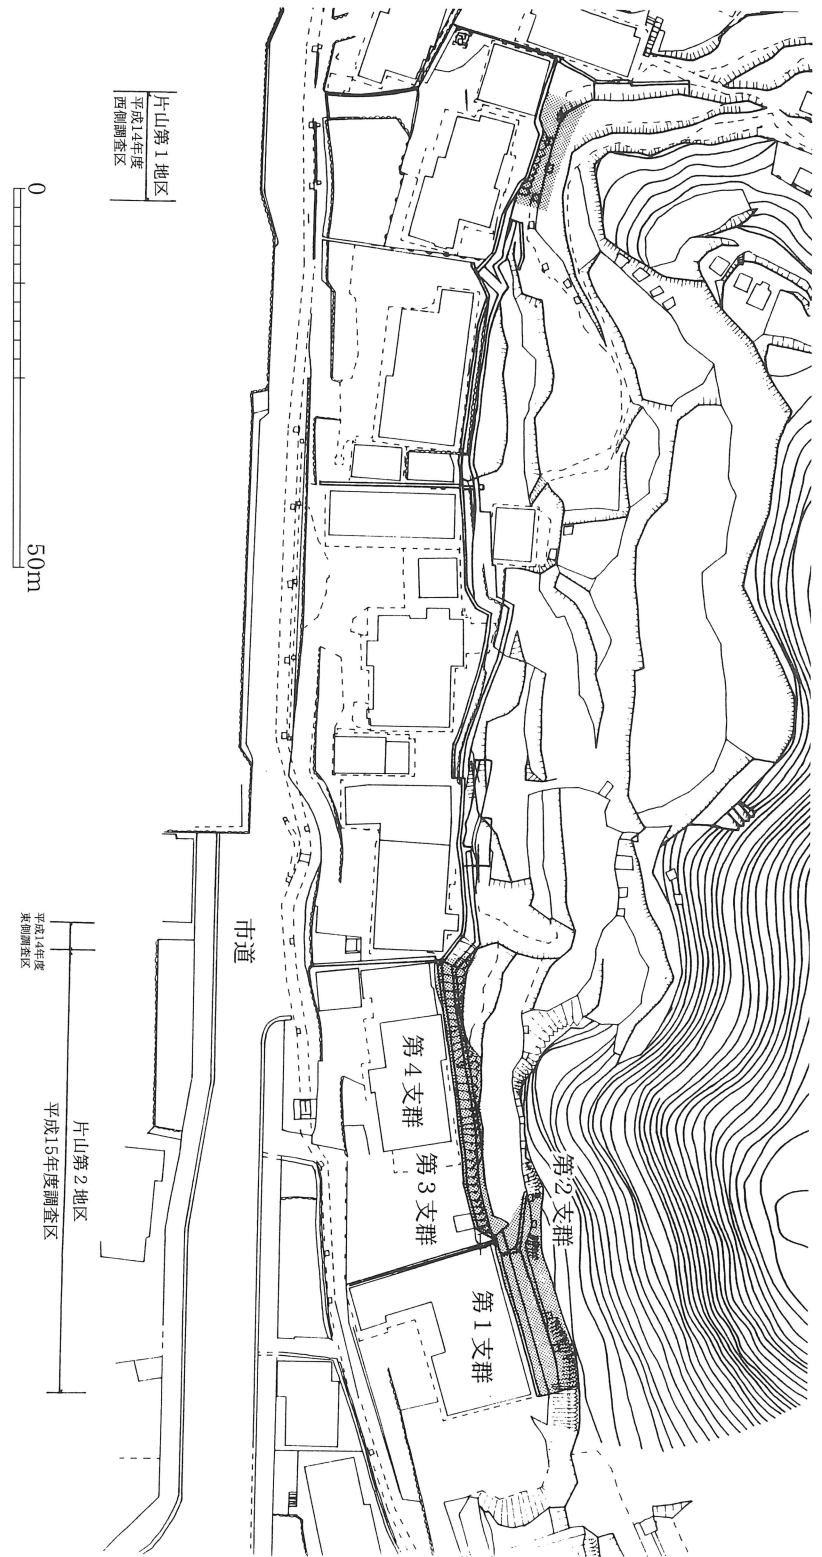 片山第1地区
平成14年度
西側調査区
0
50m
市道
平成14年度
東側調査区
片山第2地区
平成15年度調査区
第4支群
第3支群
第2支群
第1支群